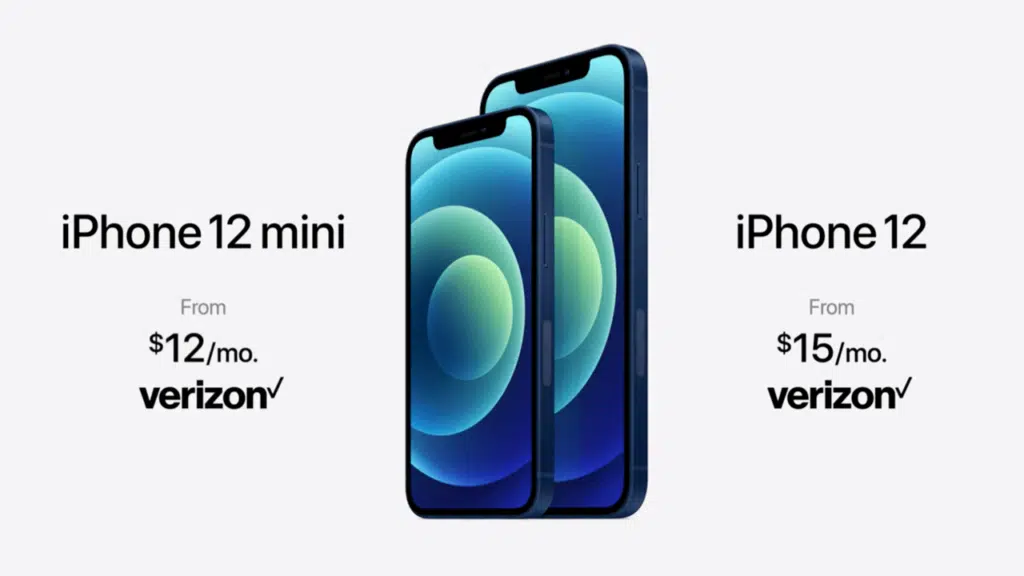 iPhone 12 mini
From
$12/mo.
verizon✓
iPhone 12
From
$15/mo.
verizon✓